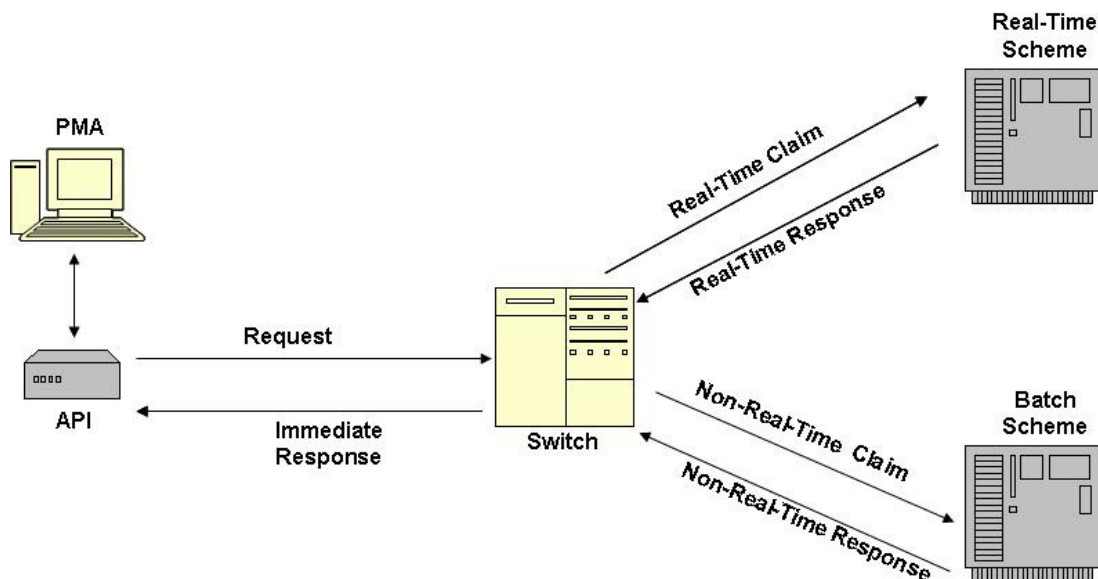 Real-Time
Scheme
PMA
Real-Time Claim
Real-Time Response
Request
API
Immediate
Response
Switch
Non-Real-Time Claim
Non-Real-Time Response
Batch
Scheme